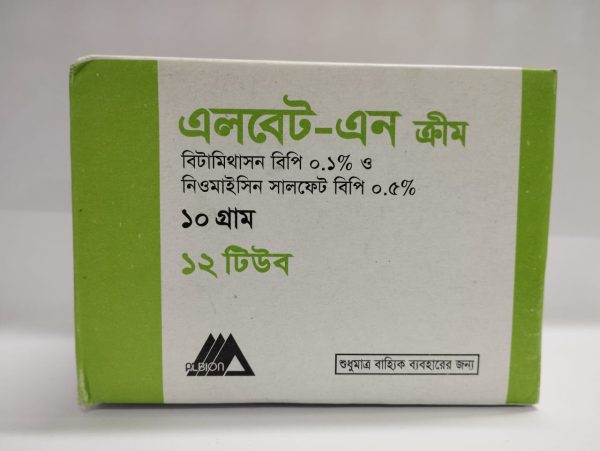 এলবেট-এন ক্রীম
বিটামিথাসন বিপি ০.১% ও
নিওমাইসিন সালফেট বিপি ০.৫%
১০ গ্রাম
১২ টিউব
ALBION
শুধুমাত্র বাহ্যিক ব্যবহারের জন্য